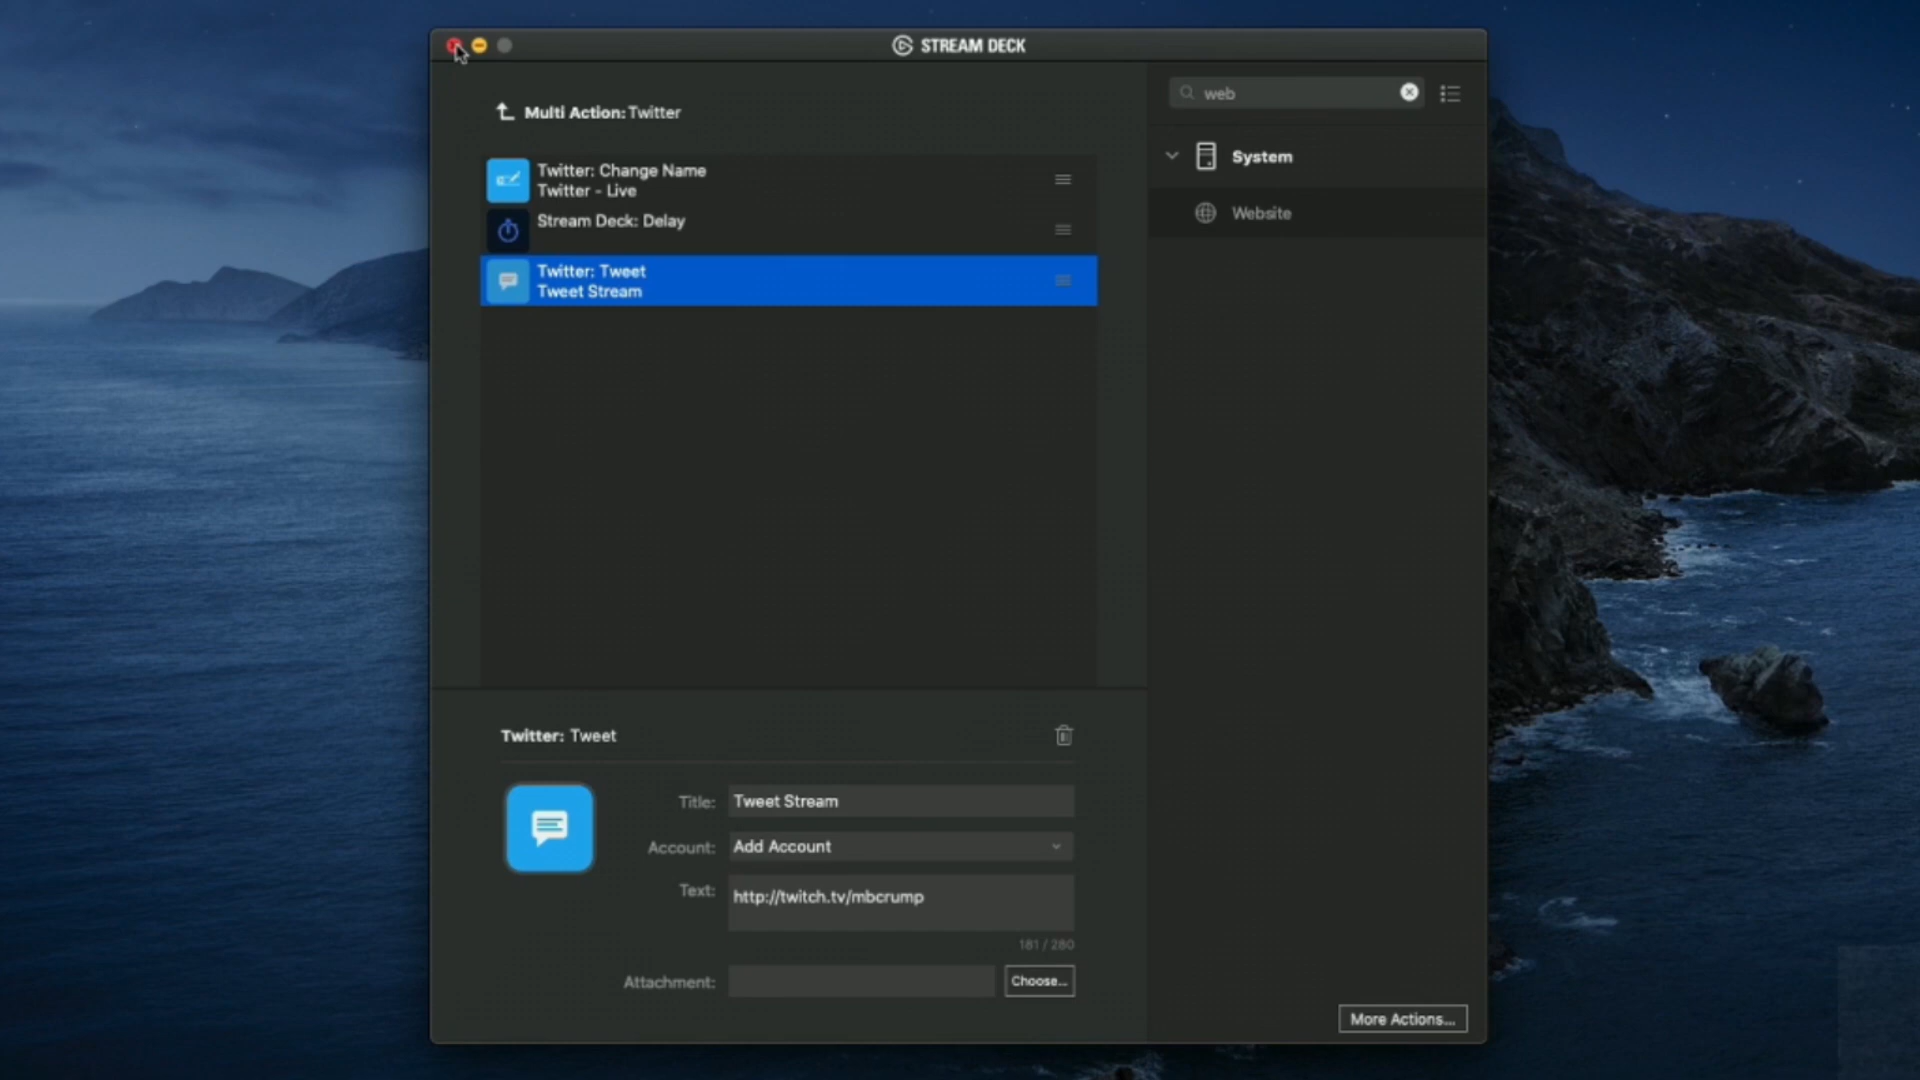 STREAM DECK
Multi Action: Twitter
Twitter: Change Name
Twitter - Live
Stream Deck: Delay
Twitter: Tweet
Tweet Stream
web
System
Website
Twitter: Tweet
Title: Tweet Stream
Account: Add Account
Text: http://twitch.tv/mbcrump
181 / 280
Attachment: Choose...
More Actions...